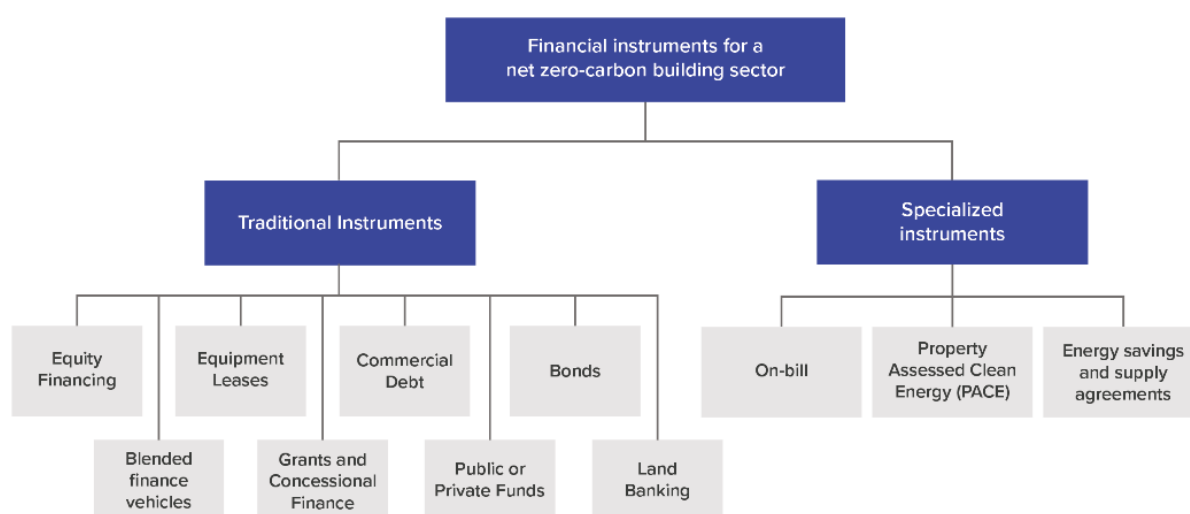 Financial instruments for a
net zero-carbon building sector
Traditional Instruments
Specialized
instruments
Equity
Financing
Equipment
Leases
Commercial
Debt
Bonds
On-bill
Property
Assessed Clean
Energy (PACE)
Energy savings
and supply
agreements
Blended
finance
vehicles
Grants and
Concessional
Finance
Public or
Private Funds
Land
Banking